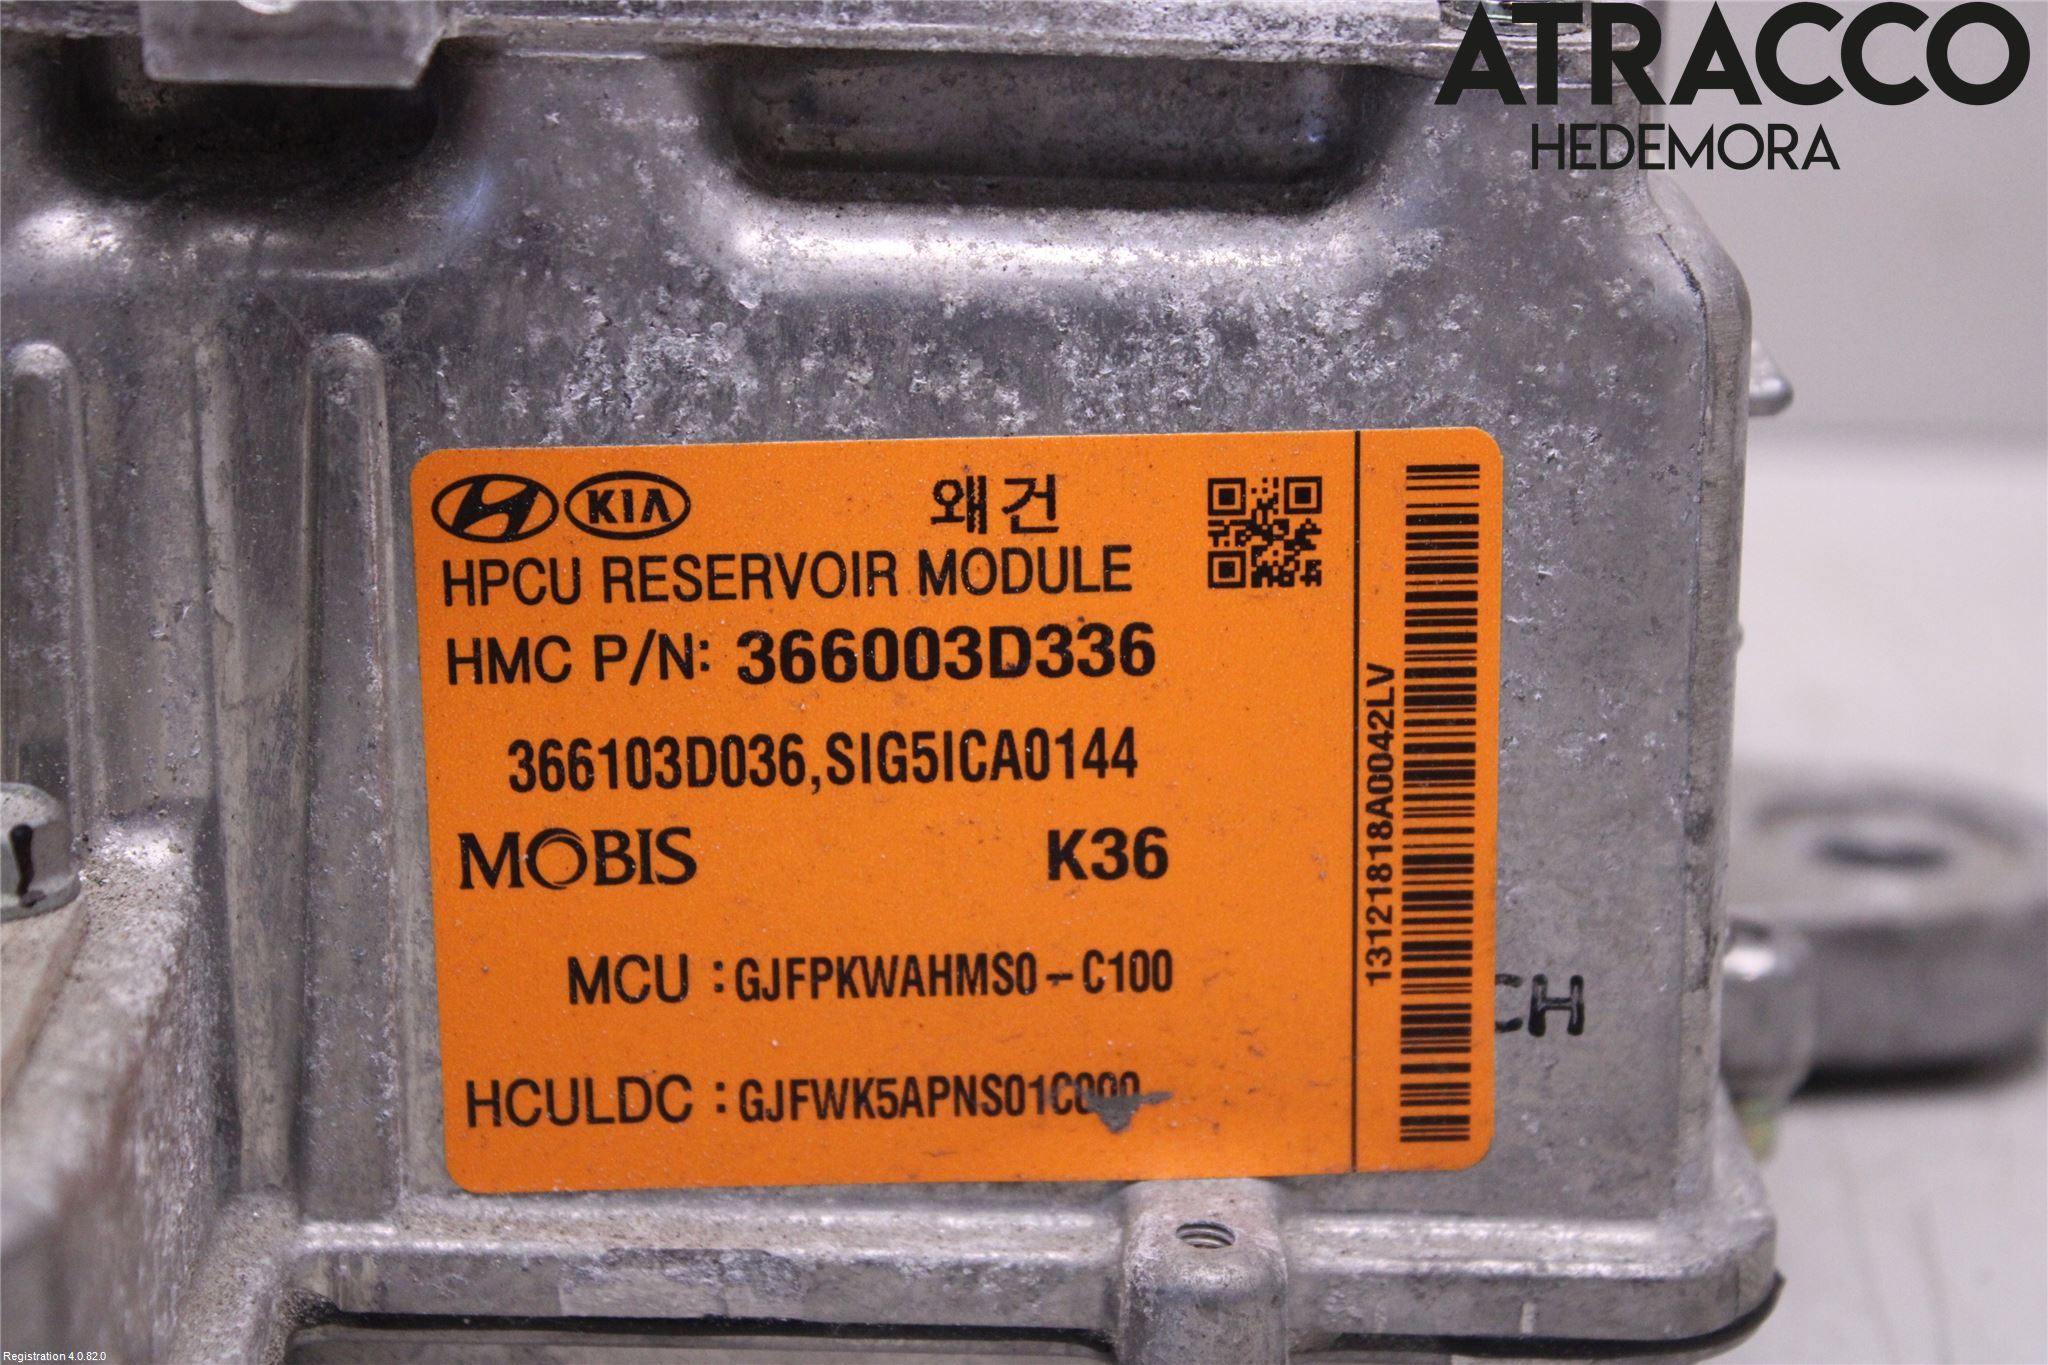 ATRACCO
HEDEMORA
KIA 왜건
HPCU RESERVOIR MODULE
HMC P/N: 366003D336
366103D036,SIG5ICA0144
MOBIS K36
MCU : GJFPKWAHMS0-C100
HCULDC : GJFWK5APNS01C000
13121818A0042LV
CH
Registration 4.0.82.0